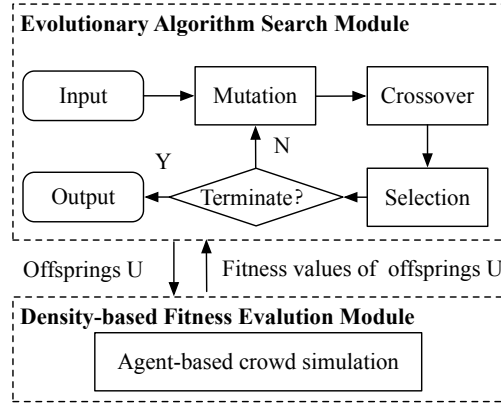 Evolutionary Algorithm Search Module
Input
Mutation
Crossover
Y
N
Output
Terminate?
Selection
Offsprings U
Fitness values of offsprings U
Density-based Fitness Evalution Module
Agent-based crowd simulation